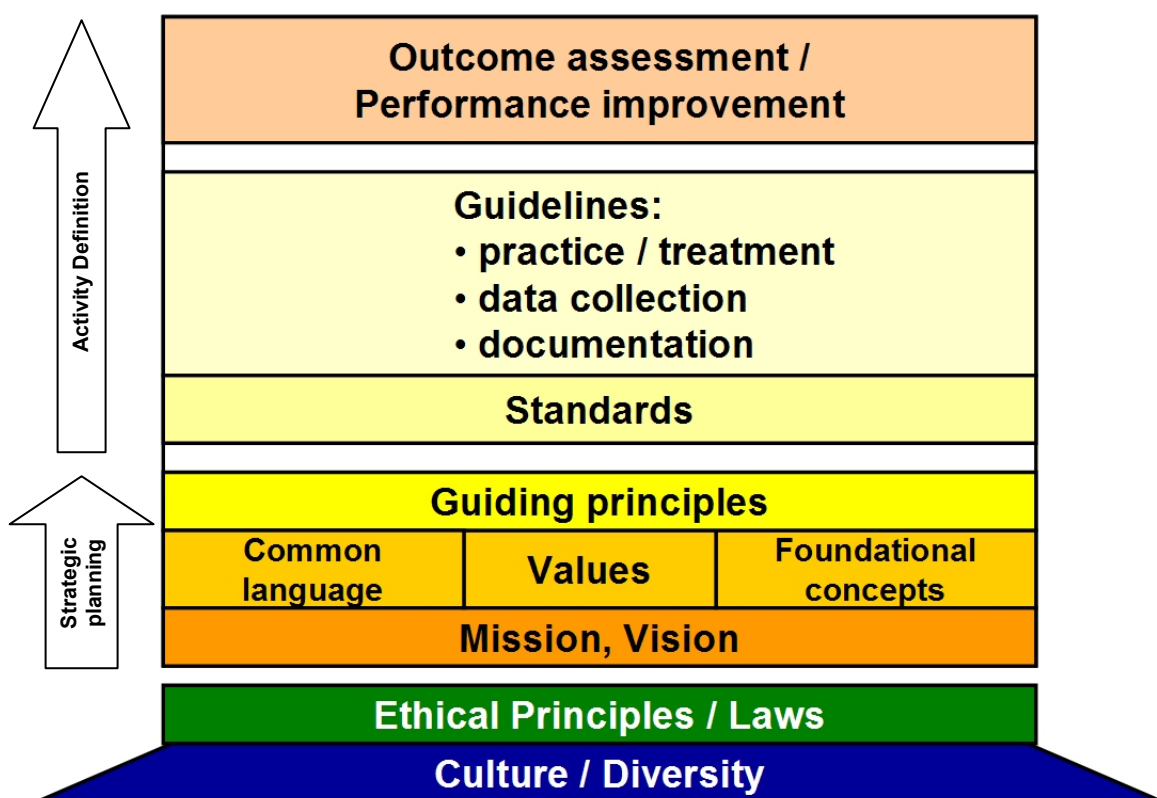 Outcome assessment /
Performance improvement
Activity Definition
Guidelines:
• practice / treatment
• data collection
• documentation
Standards
Guiding principles
Strategic
planning
Common
language
Values
Foundational
concepts
Mission, Vision
Ethical Principles / Laws
Culture / Diversity